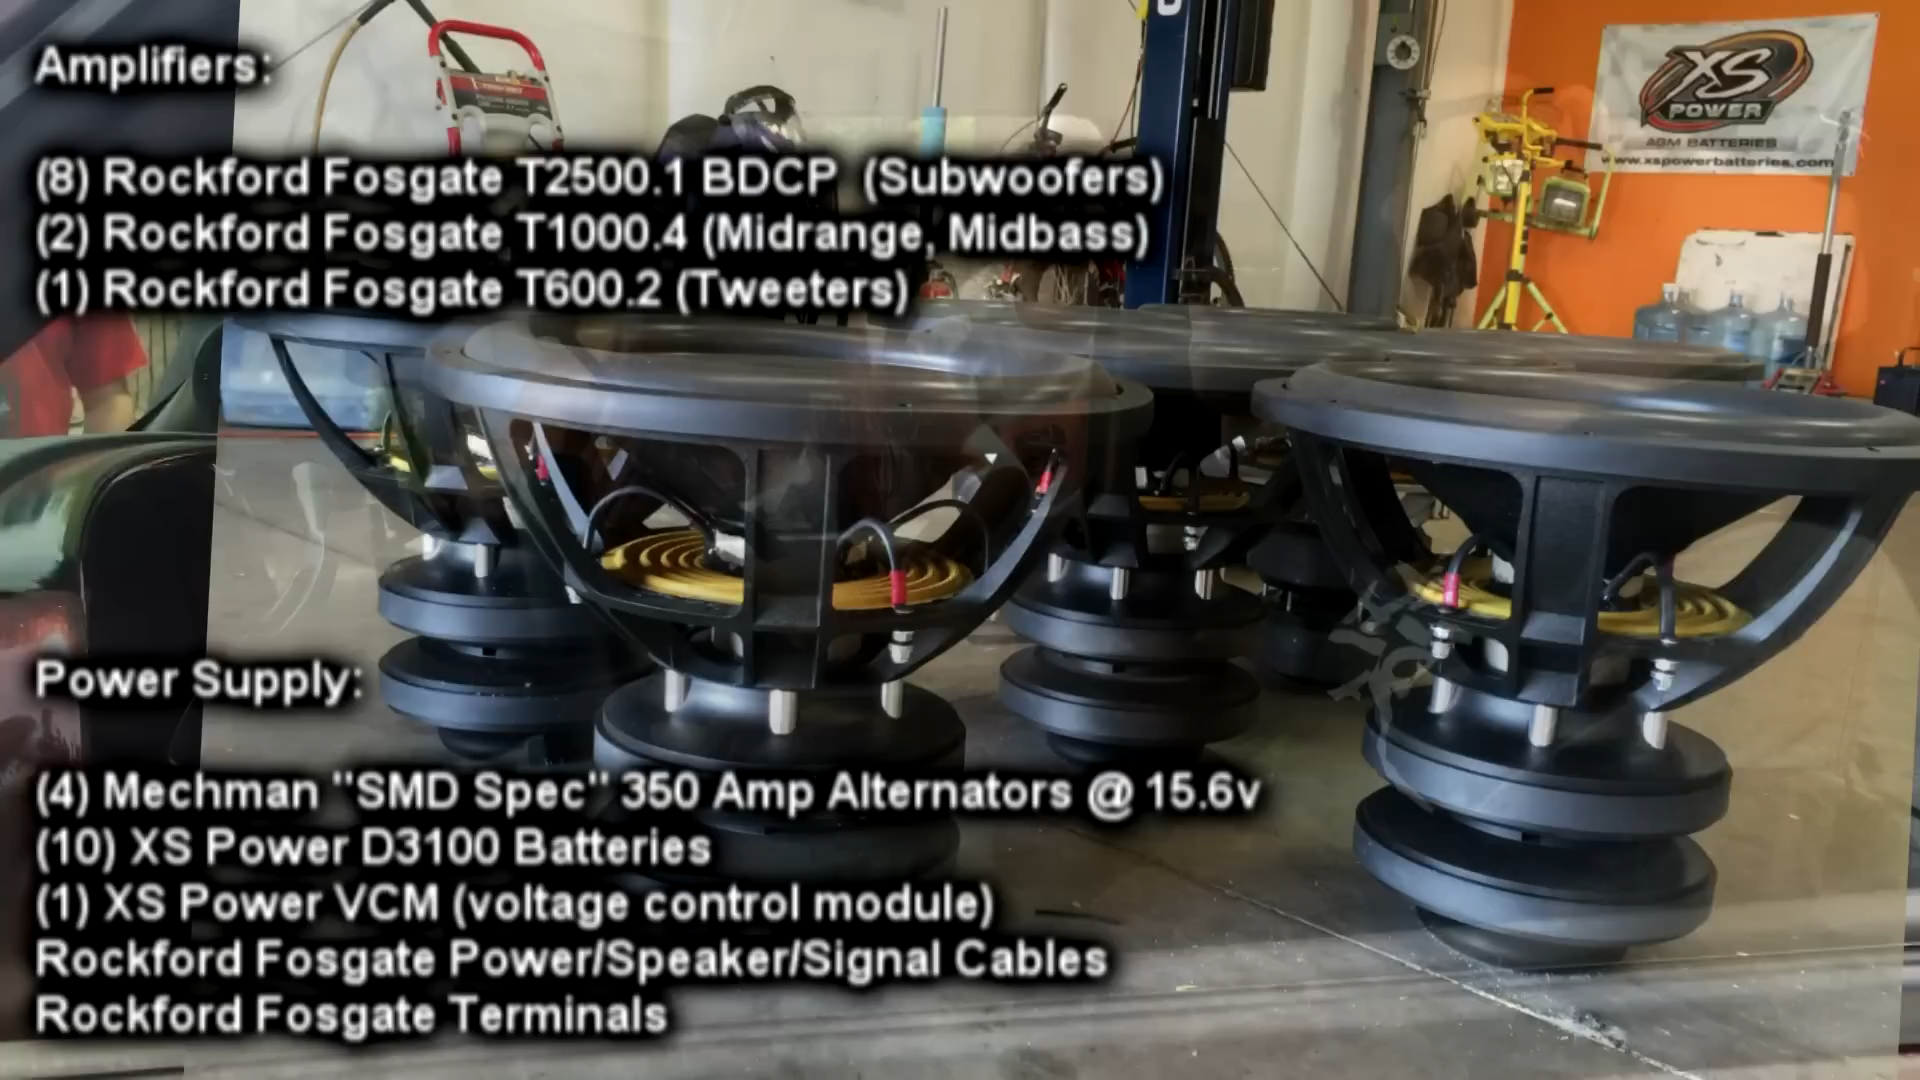 Amplifiers:
(8) Rockford Fosgate T2500.1 BDCP (Subwoofers)
(2) Rockford Fosgate T1000.4 (Midrange, Midbass)
(1) Rockford Fosgate T600.2 (Tweeters)
Power Supply:
(4) Mechman "SMD Spec" 350 Amp Alternators @ 15.6v
(10) XS Power D3100 Batteries
(1) XS Power VCM (voltage control module)
Rockford Fosgate Power/Speaker/Signal Cables
Rockford Fosgate Terminals
XS
POWER
AGM BATTERIES
www.xspowerbatteries.com